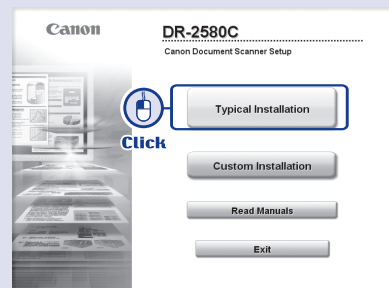 Canon
DR-2580C
Canon Document Scanner Setup
Typical Installation
Click
Custom Installation
Read Manuals
Exit